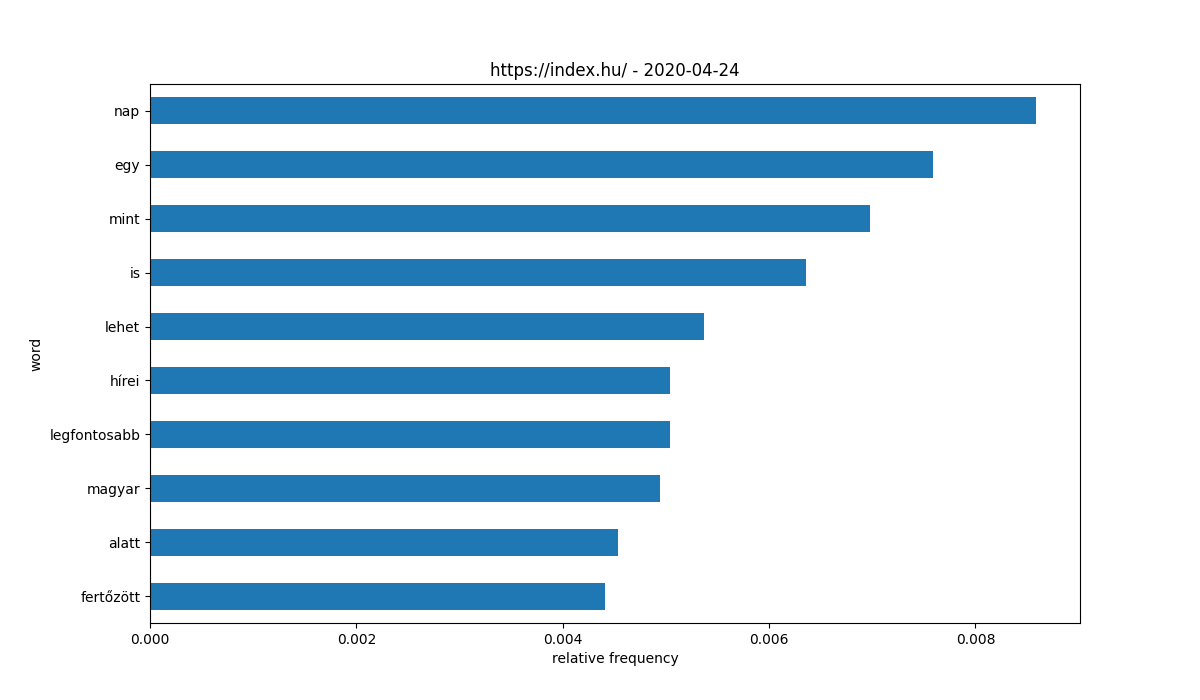 https://index.hu/ - 2020-04-24
nap
egy
mint
is
lehet
hírei
legfontosabb
magyar
alatt
fertőzött
word
0.000 0.002 0.004 0.006 0.008
relative frequency